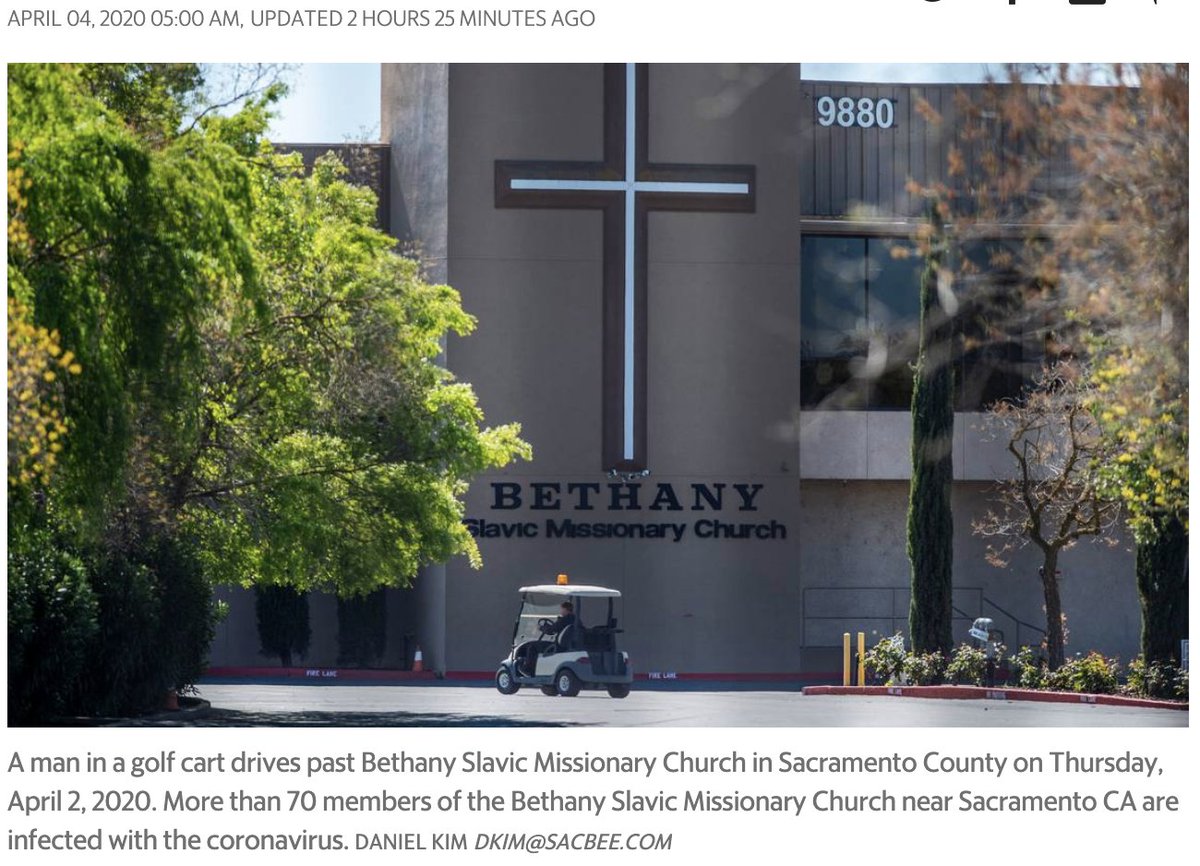 APRIL 04, 2020 05:00 AM, UPDATED 2 HOURS 25 MINUTES AGO
9880
BETHANY
Slavic Missionary Church
FIRE LANE
FIRE LANE
A man in a golf cart drives past Bethany Slavic Missionary Church in Sacramento County on Thursday,
April 2, 2020. More than 70 members of the Bethany Slavic Missionary Church near Sacramento CA are
infected with the coronavirus. DANIEL KIM DKIM@SACBEE.COM